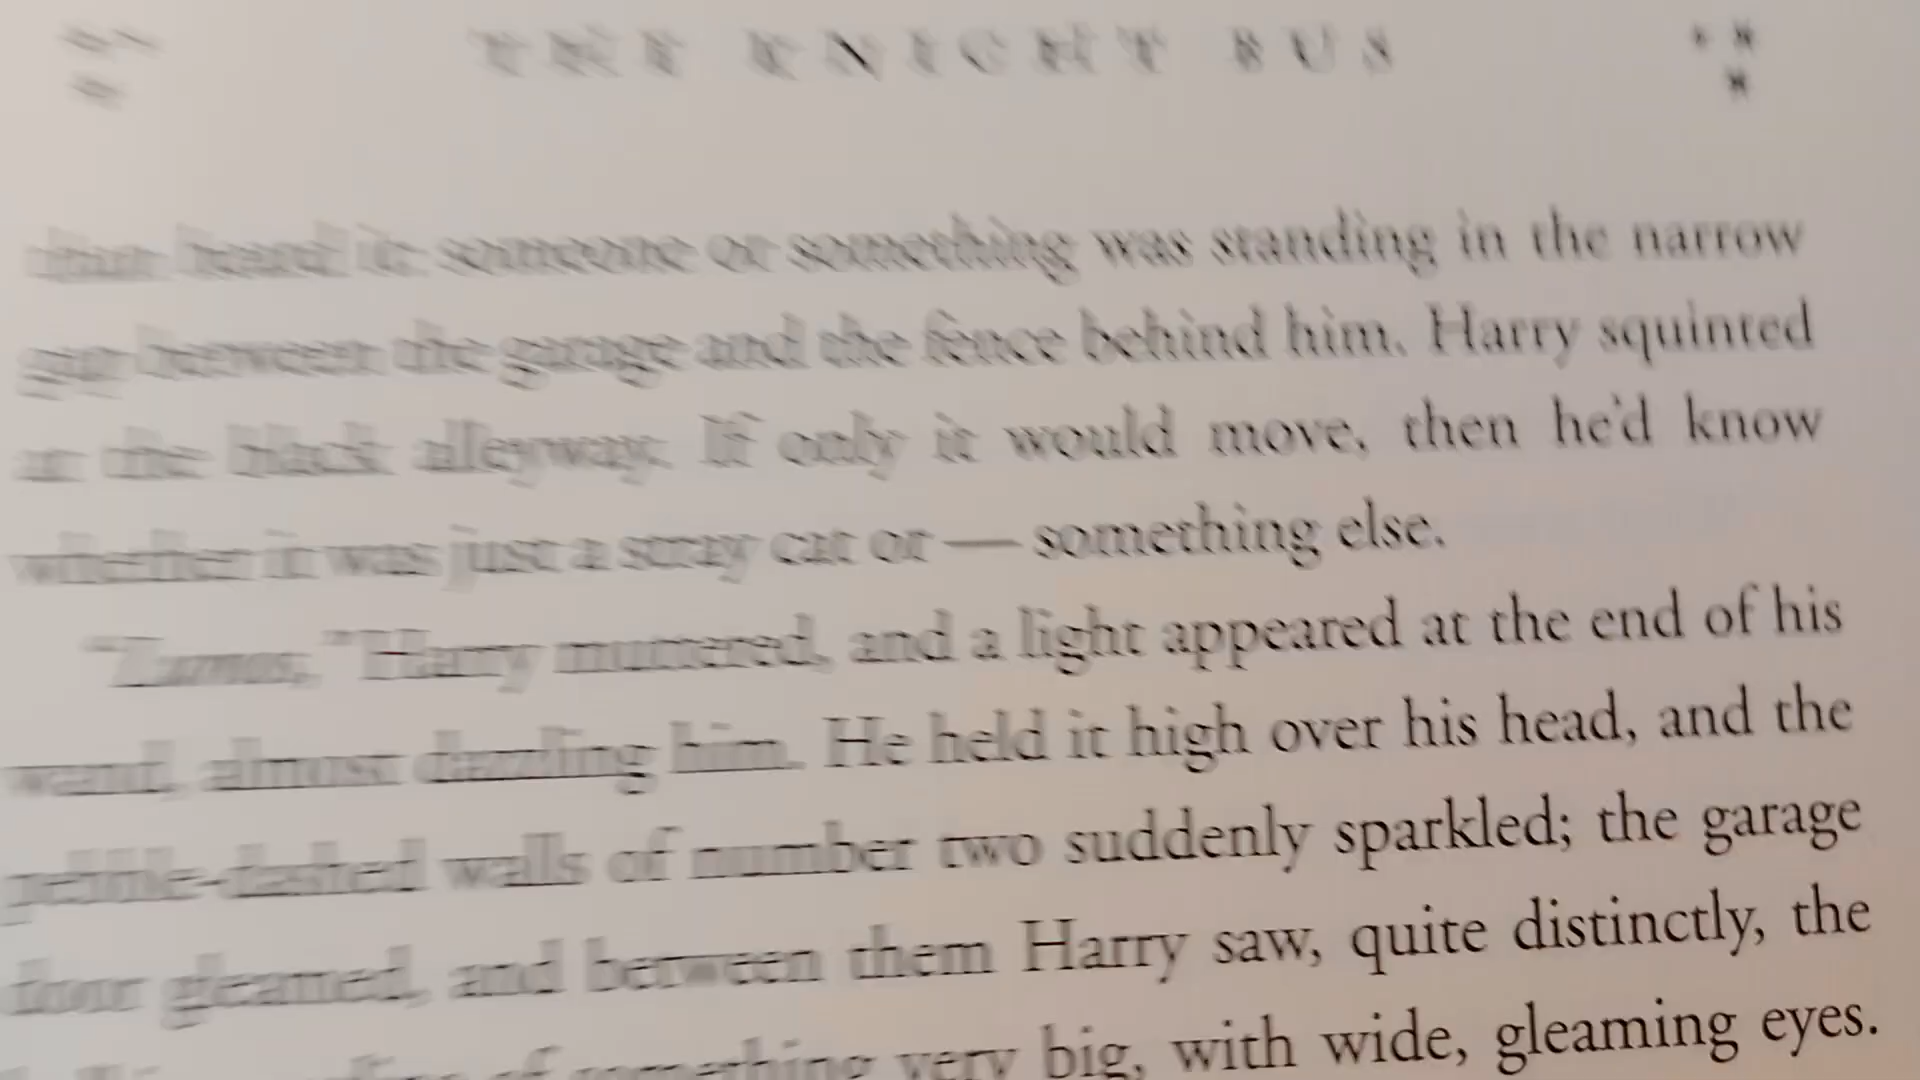 THE KNIGHT BUS
than heard it: someone or something was standing in the narrow
gap between the garage and the fence behind him. Harry squinted
at the black alleyway. If only it would move, then he'd know
whether it was just a stray cat or — something else.
"Lumos," Harry muttered, and a light appeared at the end of his
wand, almost dazzling him. He held it high over his head, and the
pebble-dashed walls of number two suddenly sparkled; the garage
door gleamed, and between them Harry saw, quite distinctly, the
of something very big, with wide, gleaming eyes.